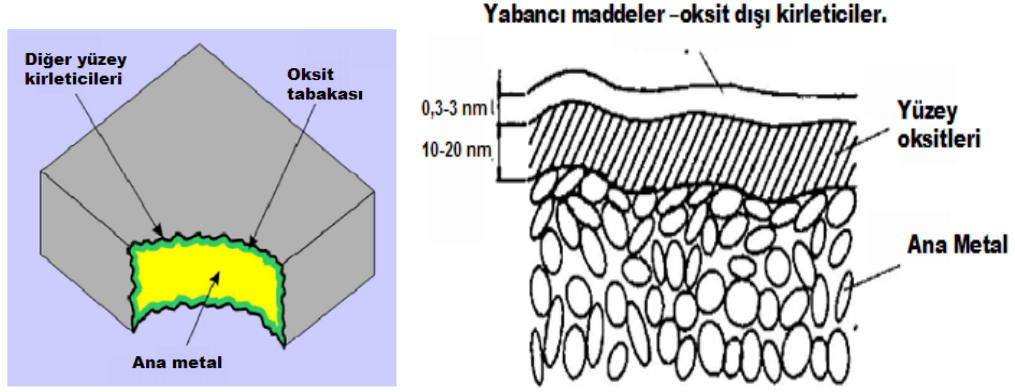 Diğer yüzey
kirleticileri
Oksit
tabakası
Ana metal
Yabancı maddeler –oksit dışı kirleticiler.
0,3-3 nm
10-20 nm
Yüzey
oksitleri
Ana Metal